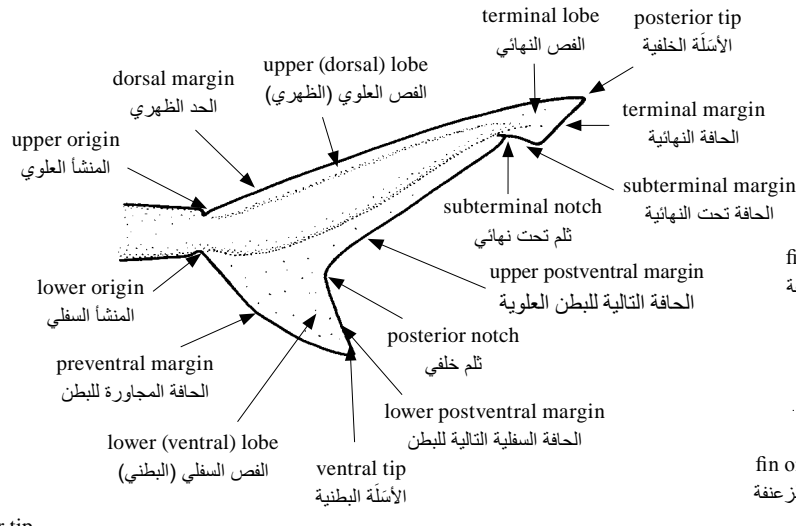 terminal lobe
الفص النهائي
posterior tip
الأسَلَة الخلفية
upper (dorsal) lobe
الفص العلوي (الظهري)
dorsal margin
الحد الظهري
terminal margin
الحافة النهائية
upper origin
المنشأ العلوي
subterminal margin
الحافة تحت النهائية
subterminal notch
ثلم تحت نهائي
upper postventral margin
الحافة التالية للبطن العلوية
lower origin
المنشأ السفلي
posterior notch
ثلم خلفي
preventral margin
الحافة المجاورة للبطن
lower postventral margin
الحافة السفلية التالية للبطن
lower (ventral) lobe
الفص السفلي (البطني)
ventral tip
الأسَلَة البطنية